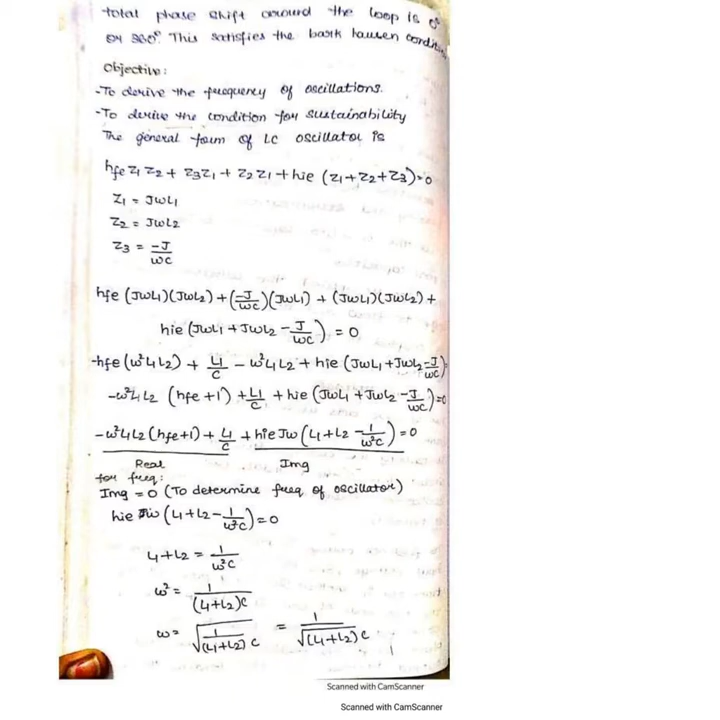 total phase shift around the loop is 0°
or 360°. This satisfies the bark hausen condition
Objective:
-To derive the frequency of oscillations.
-To derive the condition for sustainability
The general form of LC oscillator is
hfe Z1 Z2 + Z3Z1 + Z2 Z1 + hie (Z1+Z2+Z3)=0
Z1 = JωL1
Z2 = JωL2
Z3 = -J/ωC
hfe (JωL1)(JωL2)+(-J/ωC)(JωL1) + (JωL1)(JωL2) +
hie (JωL1 + JωL2 - J/ωC) = 0
-hfe(ω²L1L2) + L1/C - ω²L1L2 + hie (JωL1 + JωL2 - J/ωC)=
-ω²L1L2 (hfe +1) + L1/C + hie (JωL1 + JωL2 - J/ωC)=0
-ω²L1L2 (hfe+1) + L1/C + hie Jω (L1+L2 - 1/ω²C)=0
Real Img
for freq:
Img = 0 (To determine freq of oscillator)
hie Jω (L1+L2 - 1/ω²C)=0
L1+L2 = 1/ω²C
ω² = 1/(L1+L2)C
ω = √1/(L1+L2)C = 1/√(L1+L2)C
Scanned with CamScanner
Scanned with CamScanner